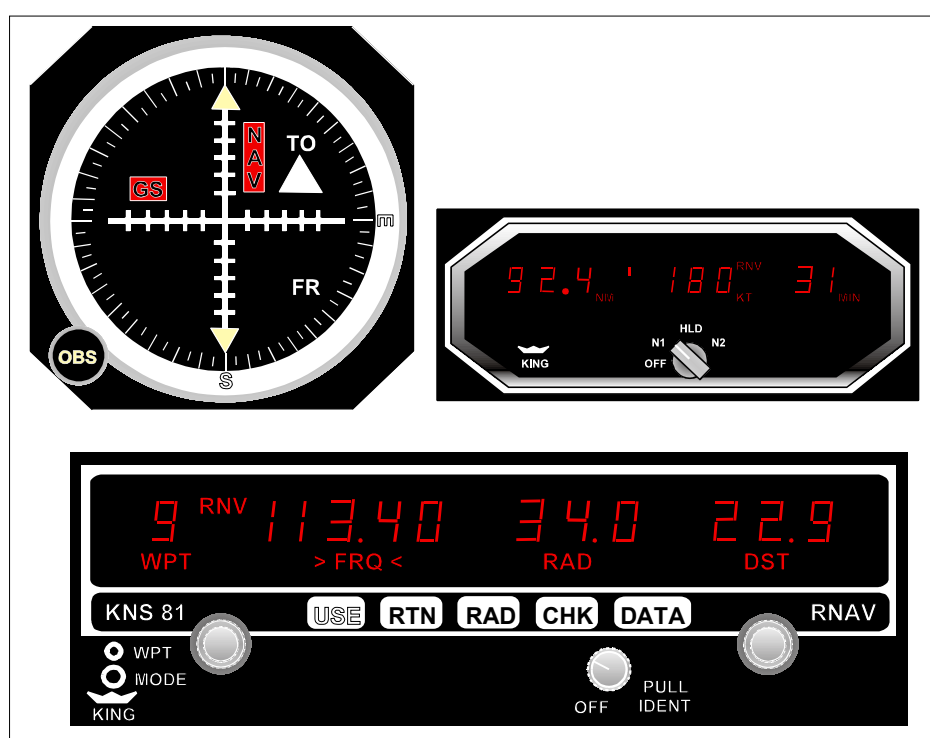 NAV
TO
GS
E
FR
OBS
S
92.4 NM ' 180 RNV KT 31 MIN
HLD
N1 N2
OFF
KING
9 RNV 113.40 34.0 22.9
WPT > FRQ < RAD DST
KNS 81 USE RTN RAD CHK DATA RNAV
WPT
MODE
KING
OFF
PULL
IDENT